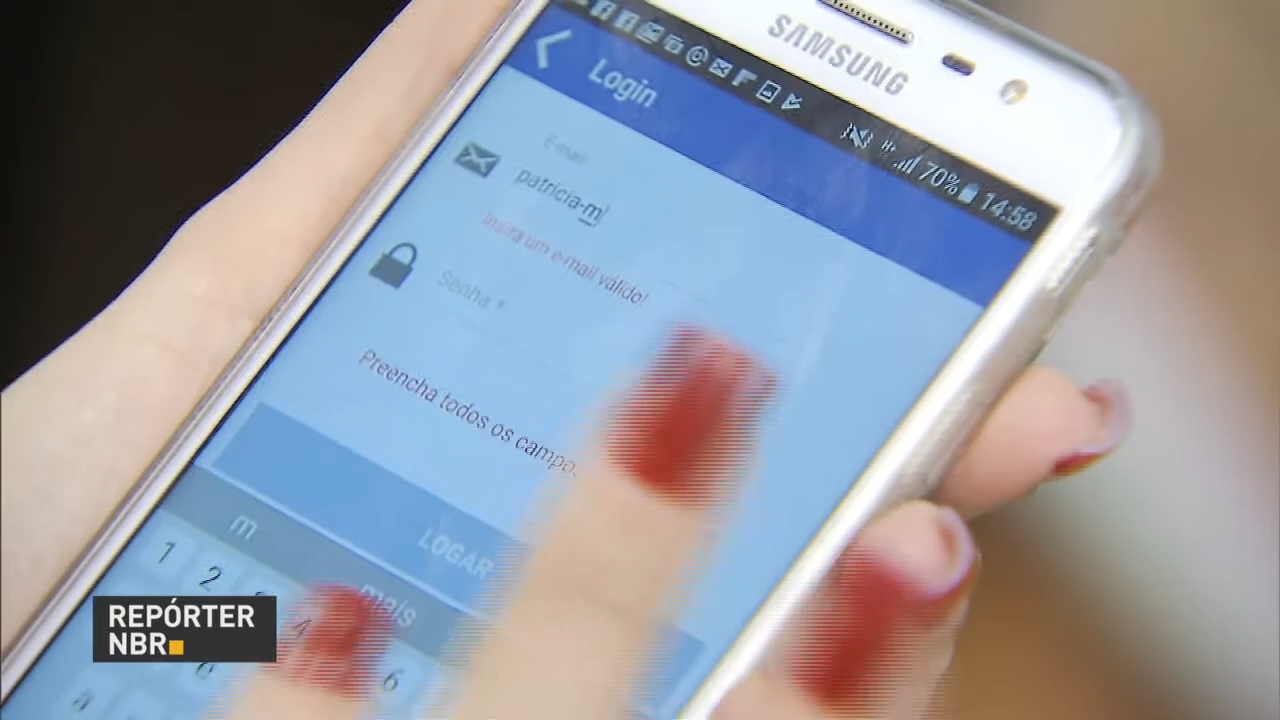 SAMSUNG
70% 14:58
Login
E-mail
patricia-m
Insira um e-mail válido!
Senha *
Preencha todos os campo
LOGAR
m
mais
1 2
4 6
e
a
REPÓRTER
NBR